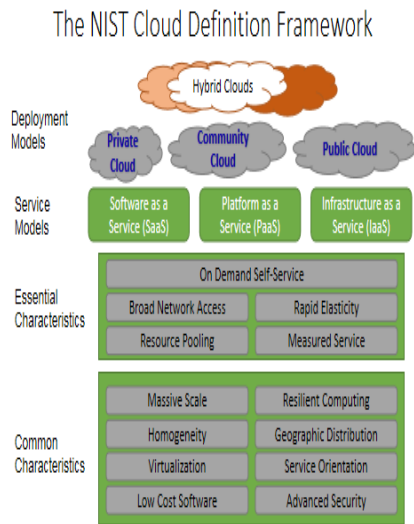 The NIST Cloud Definition Framework
Hybrid Clouds
Deployment
Models
Private
Cloud
Community
Cloud
Public Cloud
Service
Models
Software as a
Service (SaaS)
Platform as a
Service (PaaS)
Infrastructure as a
Service (IaaS)
Essential
Characteristics
On Demand Self-Service
Broad Network Access
Rapid Elasticity
Resource Pooling
Measured Service
Common
Characteristics
Massive Scale
Resilient Computing
Homogeneity
Geographic Distribution
Virtualization
Service Orientation
Low Cost Software
Advanced Security